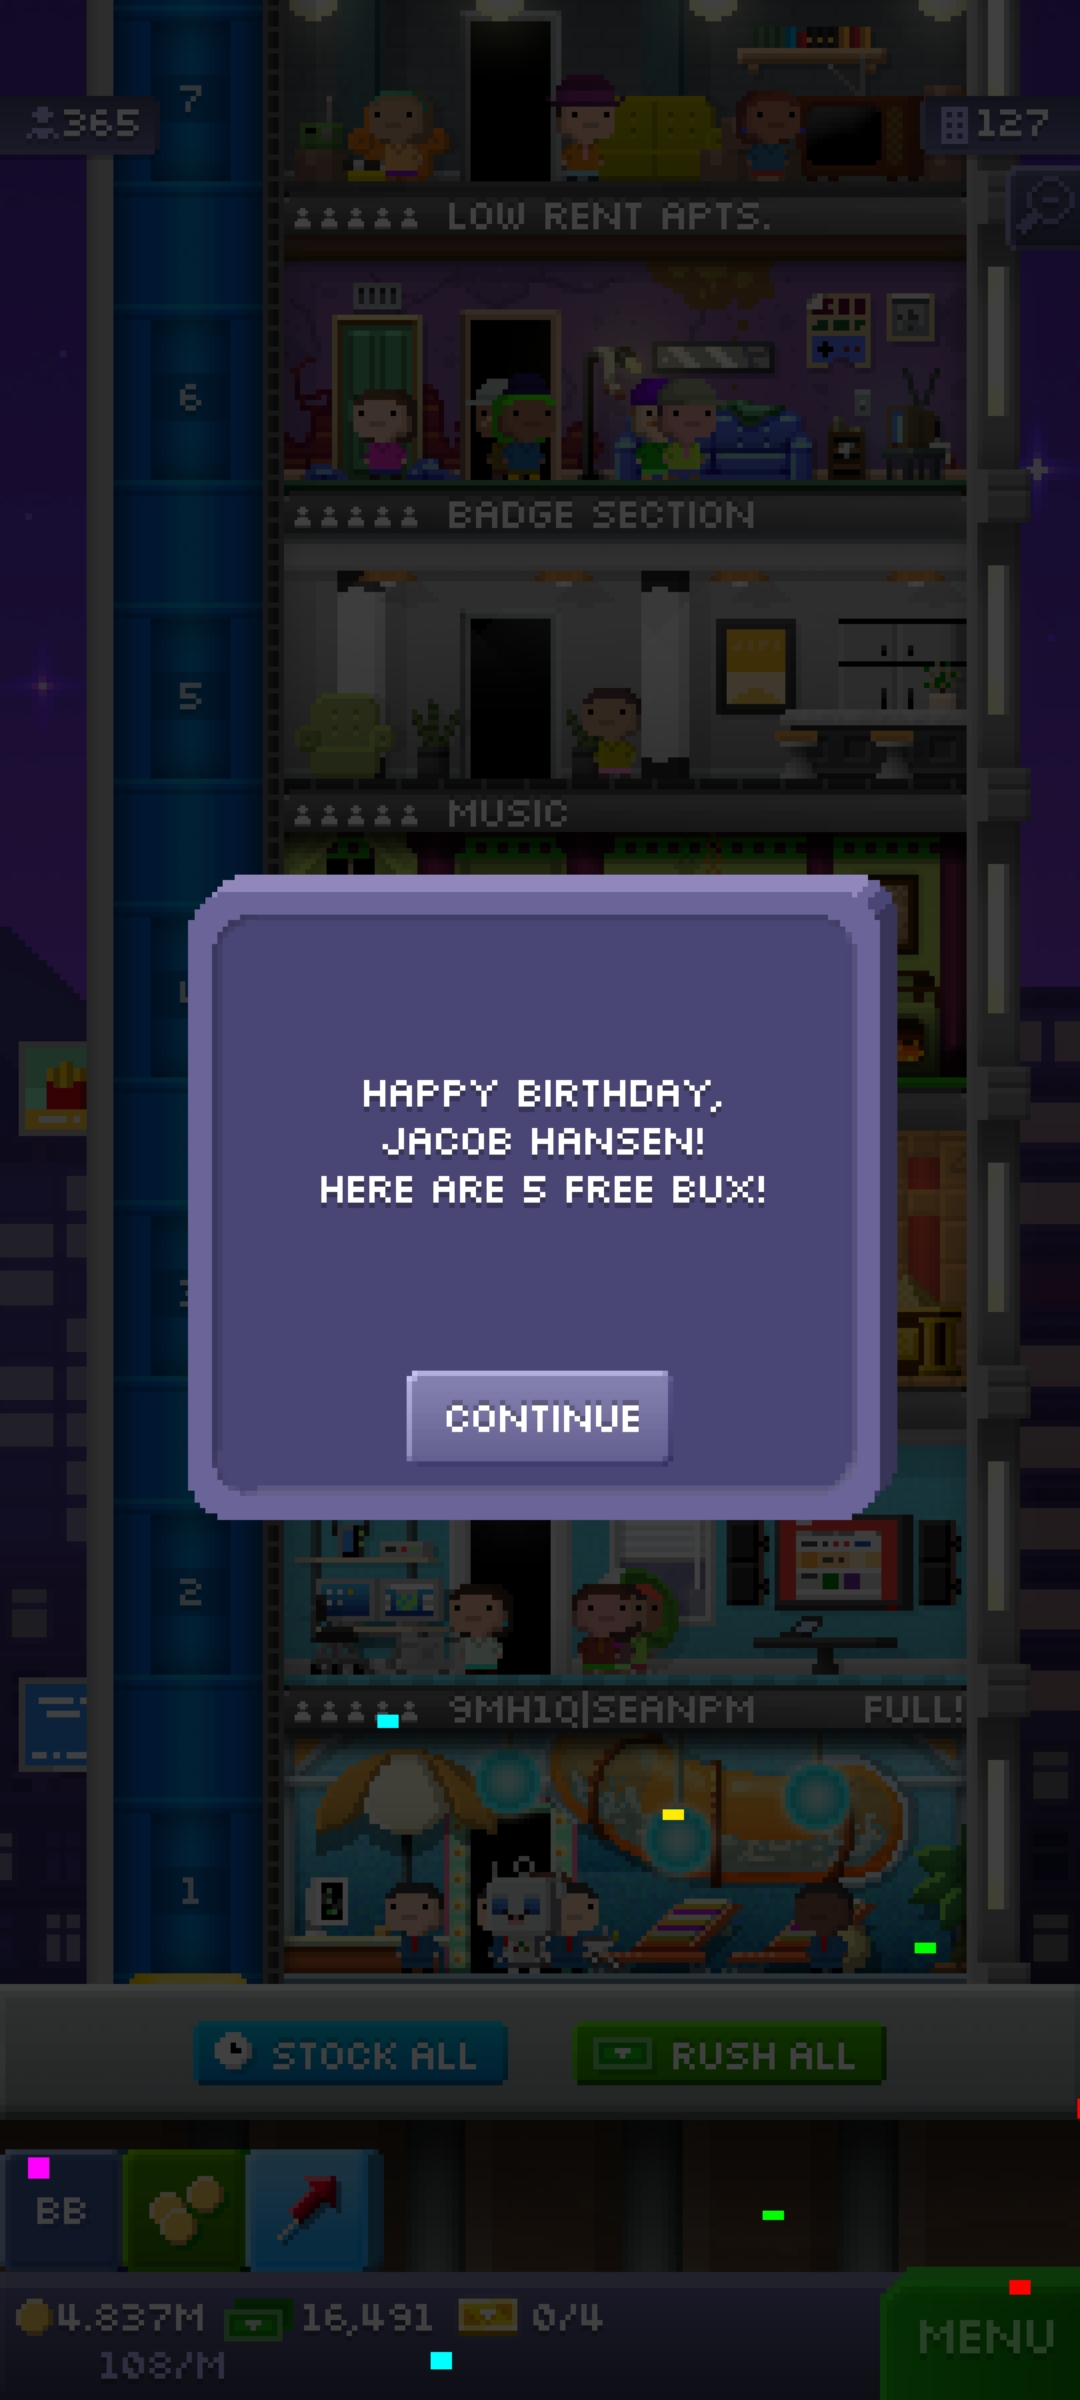 7
365
127
LOW RENT APTS.
6
BADGE SECTION
5
MUSIC
HAPPY BIRTHDAY,
JACOB HANSEN!
HERE ARE 5 FREE BUX!
CONTINUE
2
9MH1Q|SEANPM FULL!
1
STOCK ALL
RUSH ALL
BB
4.837M
16,491
0/4
MENU
108/M